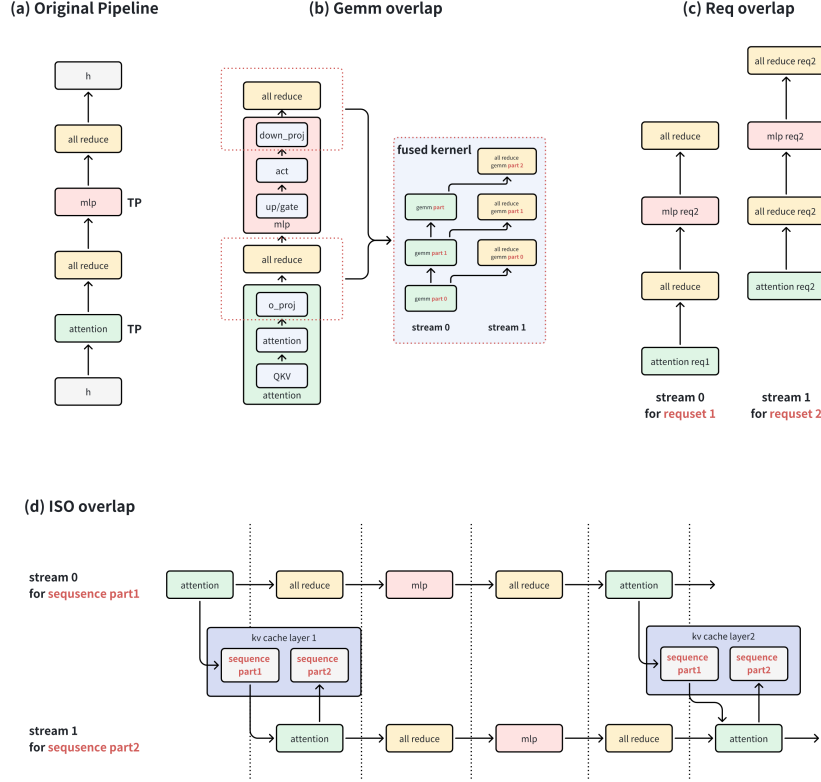 (a) Original Pipeline
h
all reduce
mlp
TP
all reduce
attention
TP
h
(b) Gemm overlap
all reduce
down_proj
act
up/gate
mlp
all reduce
o_proj
attention
QKV
attention
fused kernerl
all reduce
gemm part 2
gemm part
all reduce
gemm part 1
gemm part 1
all reduce
gemm part 0
gemm part 0
stream 0
stream 1
(c) Req overlap
all reduce req2
all reduce
mlp req2
mlp req2
all reduce req2
all reduce
attention req2
attention req1
stream 0
for requset 1
stream 1
for requset 2
(d) ISO overlap
stream 0
for sequsence part1
attention
all reduce
mlp
all reduce
attention
kv cache layer 1
sequence
part1
sequence
part2
kv cache layer2
sequence
part1
sequence
part2
stream 1
for sequsence part2
attention
all reduce
mlp
all reduce
attention